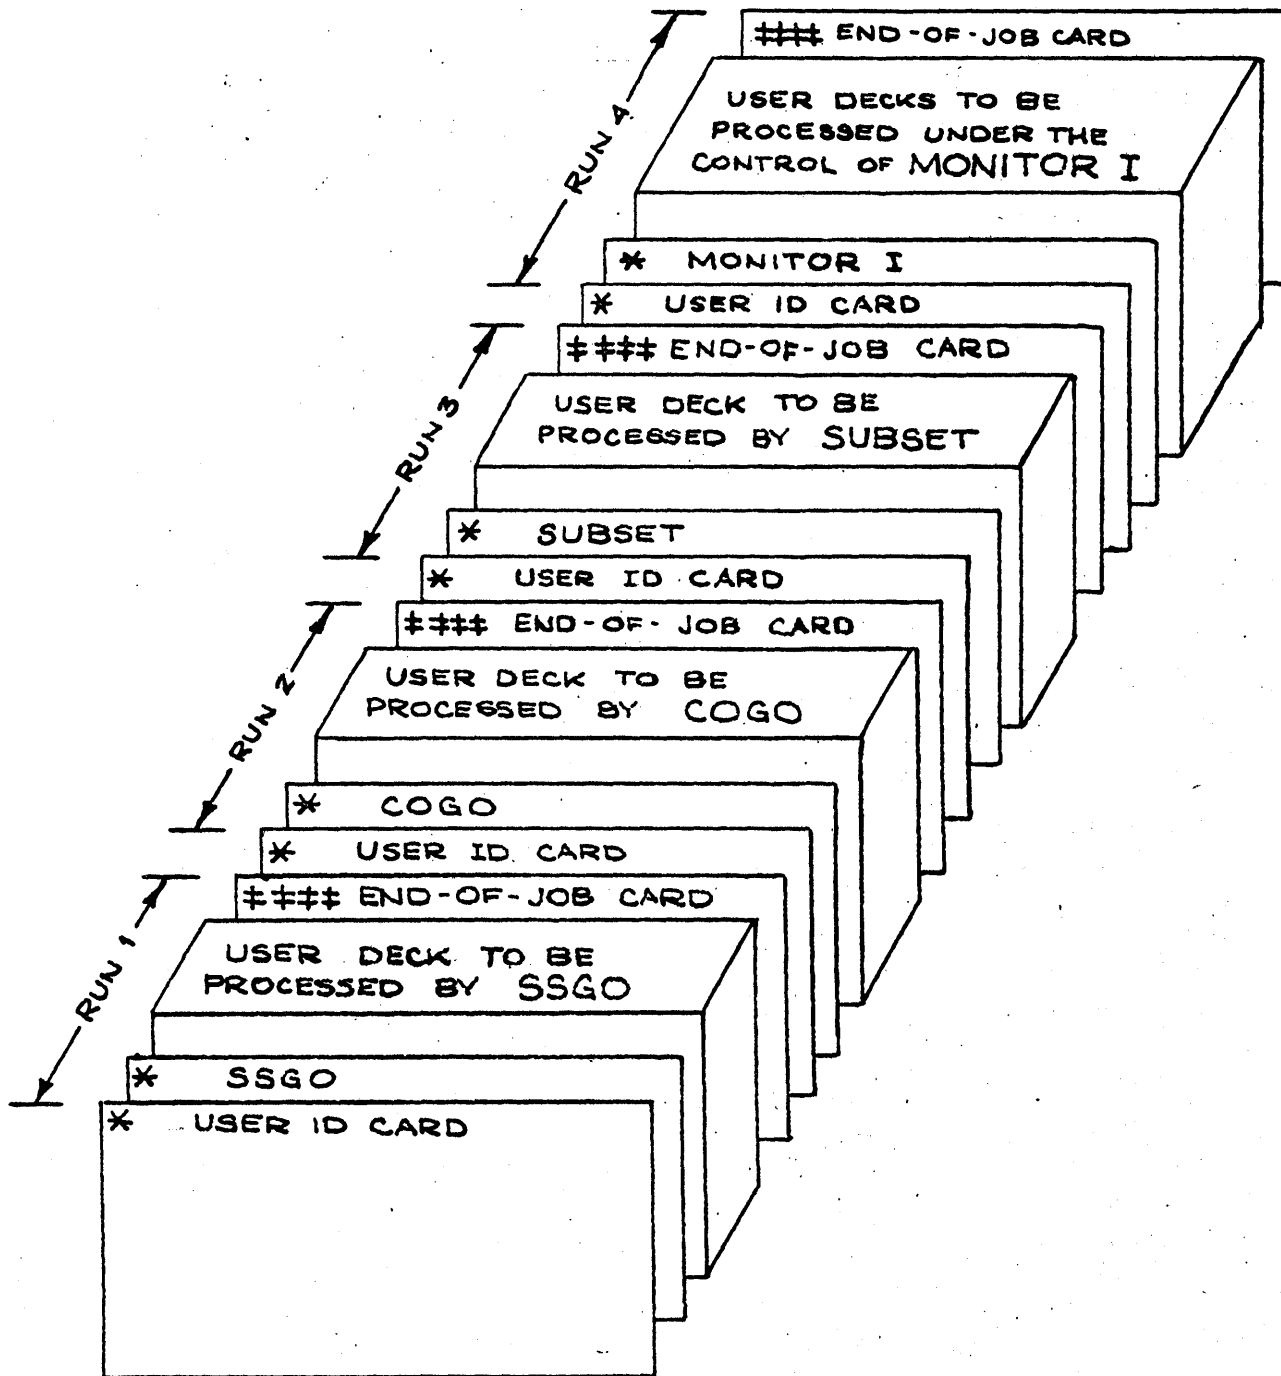 ‡‡‡‡ END-OF-JOB CARD
USER DECKS TO BE
PROCESSED UNDER THE
CONTROL OF MONITOR I
RUN 4
* MONITOR I
* USER ID CARD
‡‡‡‡ END-OF-JOB CARD
USER DECK TO BE
PROCESSED BY SUBSET
RUN 3
* SUBSET
* USER ID CARD
‡‡‡‡ END-OF-JOB CARD
USER DECK TO BE
PROCESSED BY COGO
RUN 2
* COGO
* USER ID CARD
‡‡‡‡ END-OF-JOB CARD
USER DECK TO BE
PROCESSED BY SSGO
RUN 1
* SSGO
* USER ID CARD